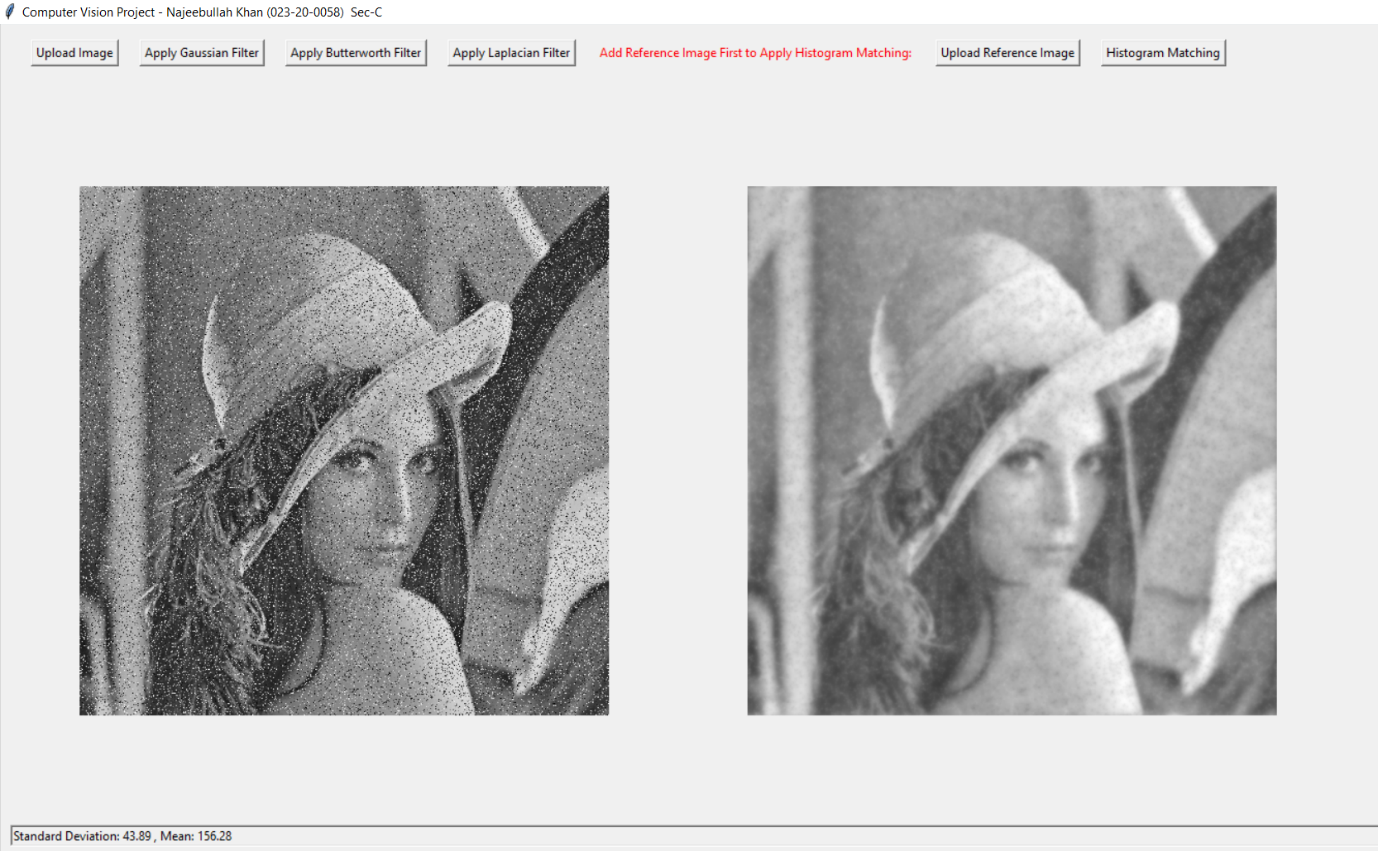 Computer Vision Project - Najeebullah Khan (023-20-0058)  Sec-C
Upload Image Apply Gaussian Filter Apply Butterworth Filter Apply Laplacian Filter Add Reference Image First to Apply Histogram Matching: Upload Reference Image Histogram Matching
Standard Deviation: 43.89 , Mean: 156.28